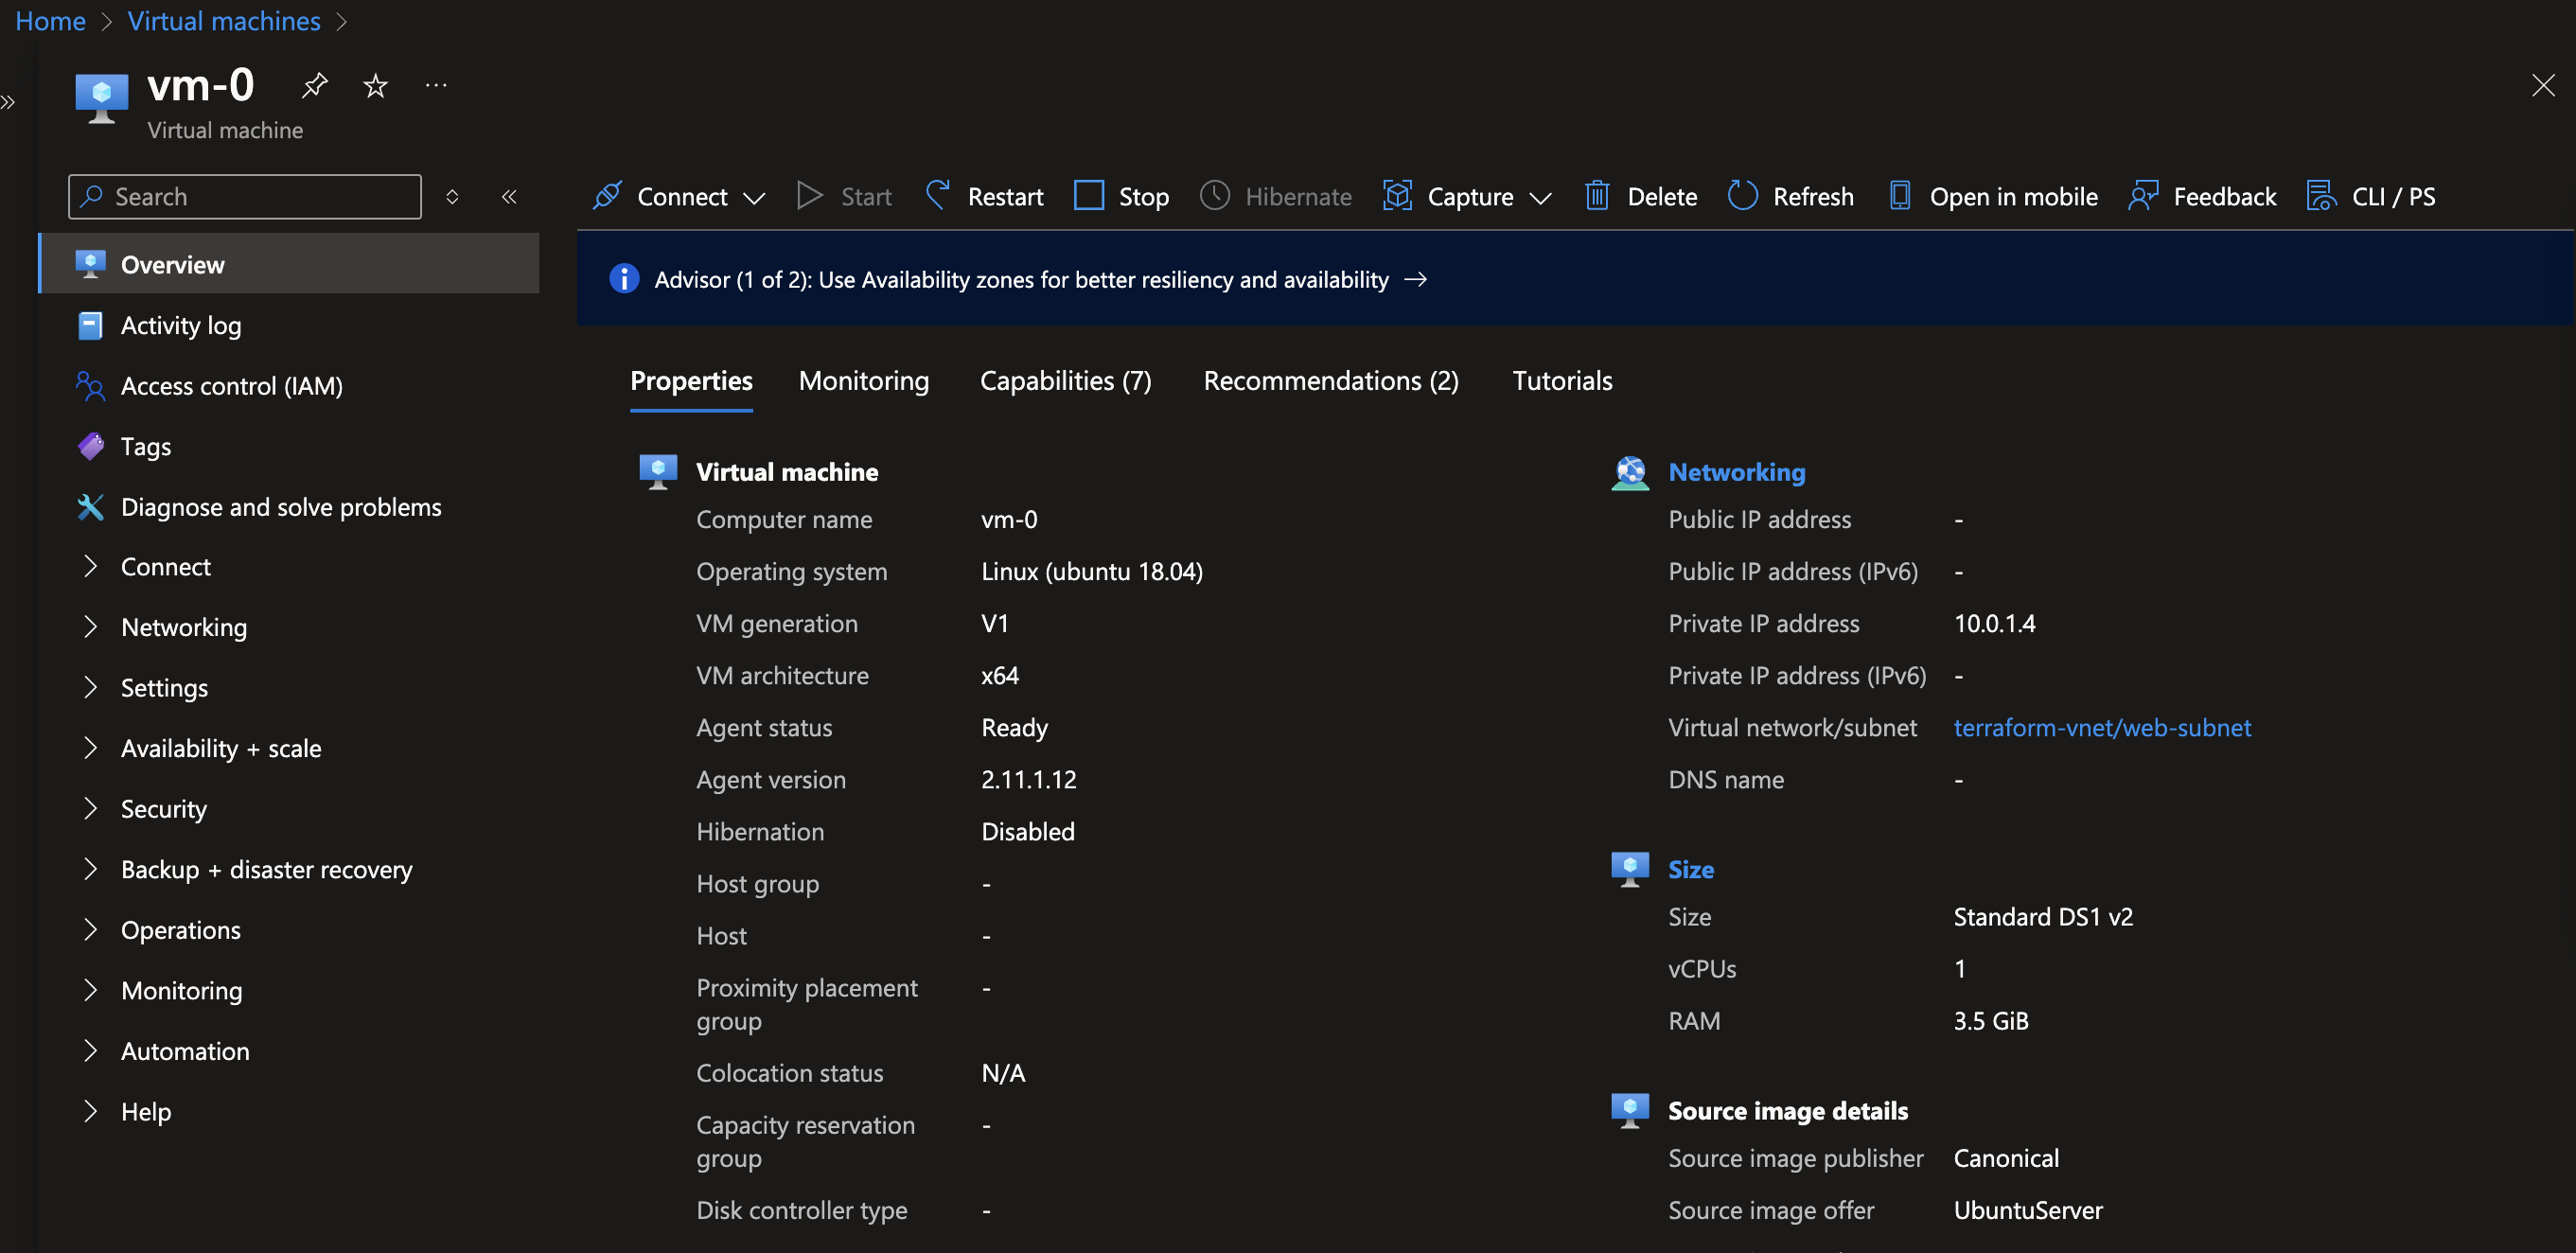 Home > Virtual machines >
vm-0
Virtual machine
Search
Connect Start Restart Stop Hibernate Capture Delete Refresh Open in mobile Feedback CLI / PS
Overview
Activity log
Access control (IAM)
Tags
Diagnose and solve problems
Connect
Networking
Settings
Availability + scale
Security
Backup + disaster recovery
Operations
Monitoring
Automation
Help
Advisor (1 of 2): Use Availability zones for better resiliency and availability →
Properties Monitoring Capabilities (7) Recommendations (2) Tutorials
Virtual machine
Computer name vm-0
Operating system Linux (ubuntu 18.04)
VM generation V1
VM architecture x64
Agent status Ready
Agent version 2.11.1.12
Hibernation Disabled
Host group -
Host -
Proximity placement
group -
Colocation status N/A
Capacity reservation
group -
Disk controller type -
Networking
Public IP address -
Public IP address (IPv6) -
Private IP address 10.0.1.4
Private IP address (IPv6) -
Virtual network/subnet terraform-vnet/web-subnet
DNS name -
Size
Size Standard DS1 v2
vCPUs 1
RAM 3.5 GiB
Source image details
Source image publisher Canonical
Source image offer UbuntuServer